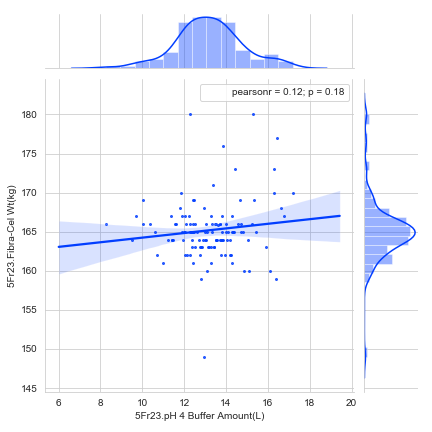 pearsonr = 0.12; p = 0.18
180
175
170
165
160
155
150
145
5Fr23.Fibra-Cel Wt(kg)
6 8 10 12 14 16 18 20
5Fr23.pH 4 Buffer Amount(L)